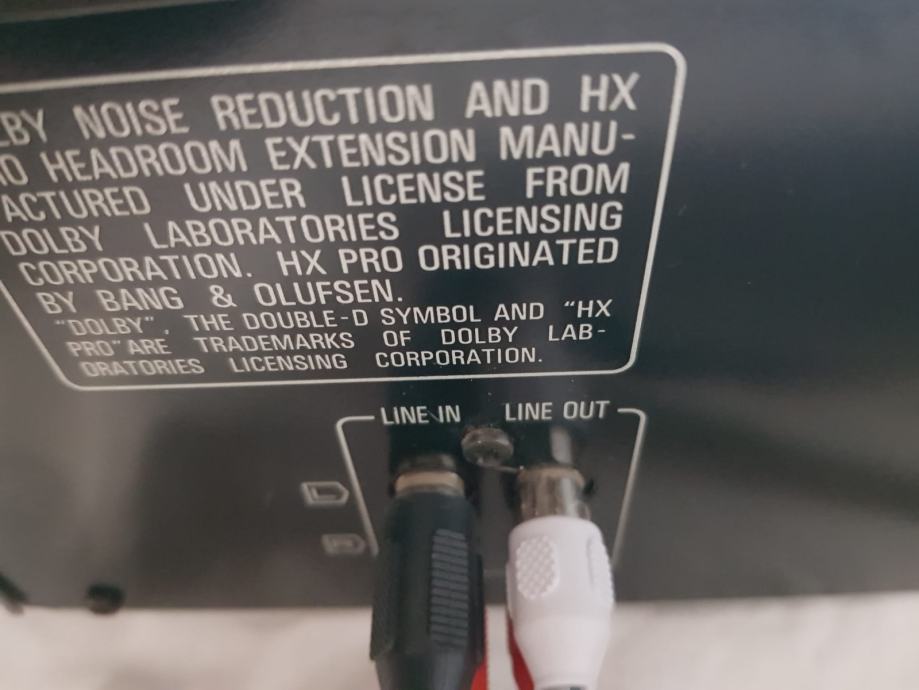 LBY NOISE REDUCTION AND HX
RO HEADROOM EXTENSION MANU-
ACTURED UNDER LICENSE FROM
DOLBY LABORATORIES LICENSING
CORPORATION. HX PRO ORIGINATED
BY BANG & OLUFSEN.
"DOLBY", THE DOUBLE-D SYMBOL AND "HX
PRO" ARE TRADEMARKS OF DOLBY LAB-
ORATORIES LICENSING CORPORATION.
LINE IN LINE OUT
L
R